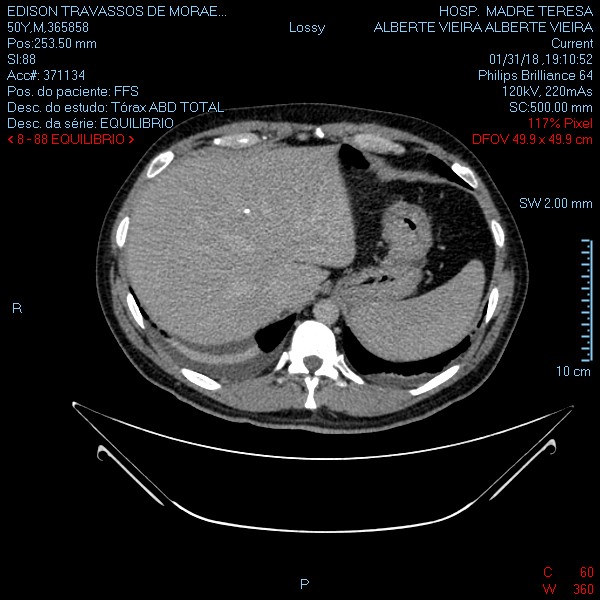 EDISON TRAVASSOS DE MORAE...
50Y,M,365858
Pos:253.50 mm
SI:88
Acc#: 371134
Pos. do paciente: FFS
Desc. do estudo: Tórax ABD TOTAL
Desc. da série: EQUILIBRIO
< 8 - 88 EQUILIBRIO >
Lossy
HOSP. MADRE TERESA
ALBERTE VIEIRA ALBERTE VIEIRA
Current
01/31/18 ,19:10:52
Philips Brilliance 64
120kV, 220mAs
SC:500.00 mm
117% Pixel
DFOV 49.9 x 49.9 cm
SW 2.00 mm
R
10 cm
P
C 60
W 360